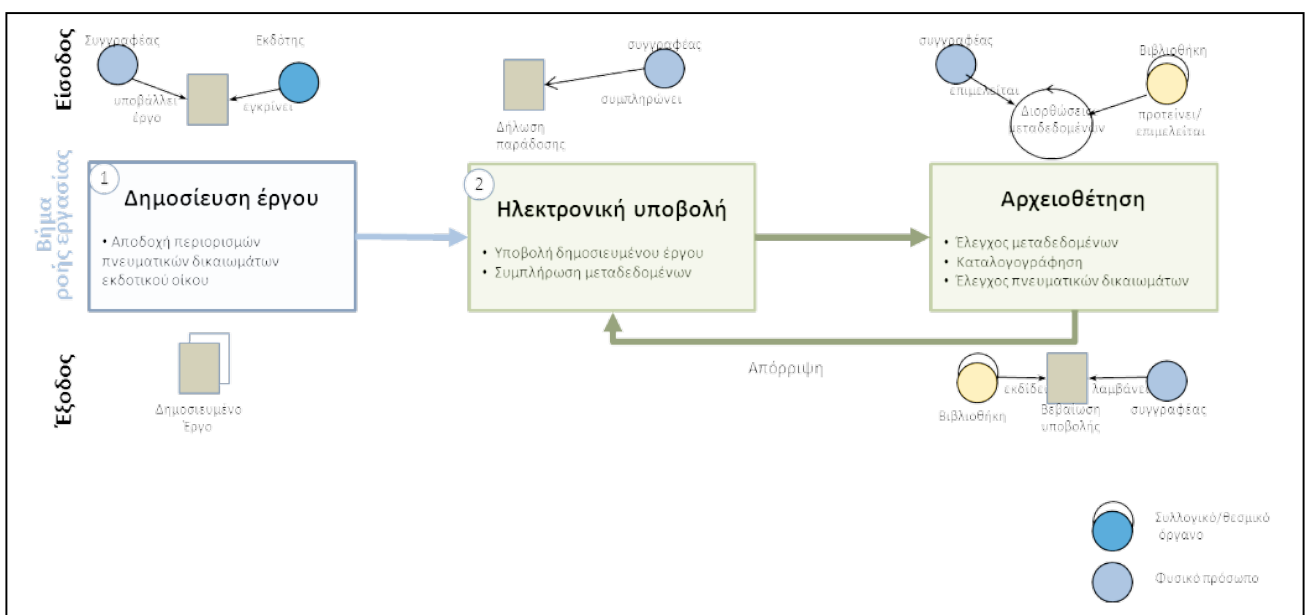 Είσοδος
Συγγραφέας
Εκδότης
υποβάλλει
έργο
εγκρίνει
συγγραφέας
συμπληρώνει
Δήλωση
παράδοσης
συγγραφέας
επιμελείται
Διορθώσεις
μεταδεδομένων
Βιβλιοθήκη
προτείνει/
επιμελείται
Βήμα
ροής εργασίας
1
Δημοσίευση έργου
• Αποδοχή περιορισμών
πνευματικών δικαιωμάτων
εκδοτικού οίκου
2
Ηλεκτρονική υποβολή
• Υποβολή δημοσιευμένου έργου
• Συμπλήρωση μεταδεδομένων
Αρχειοθέτηση
• Έλεγχος μεταδεδομένων
• Καταλογογράφηση
• Έλεγχος πνευματικών δικαιωμάτων
Απόρριψη
Έξοδος
Δημοσιευμένο
Έργο
Βιβλιοθήκη
εκδίδει
Βεβαίωση
υποβολής
λαμβάνει
συγγραφέας
Συλλογικό/θεσμικό
όργανο
Φυσικό πρόσωπο